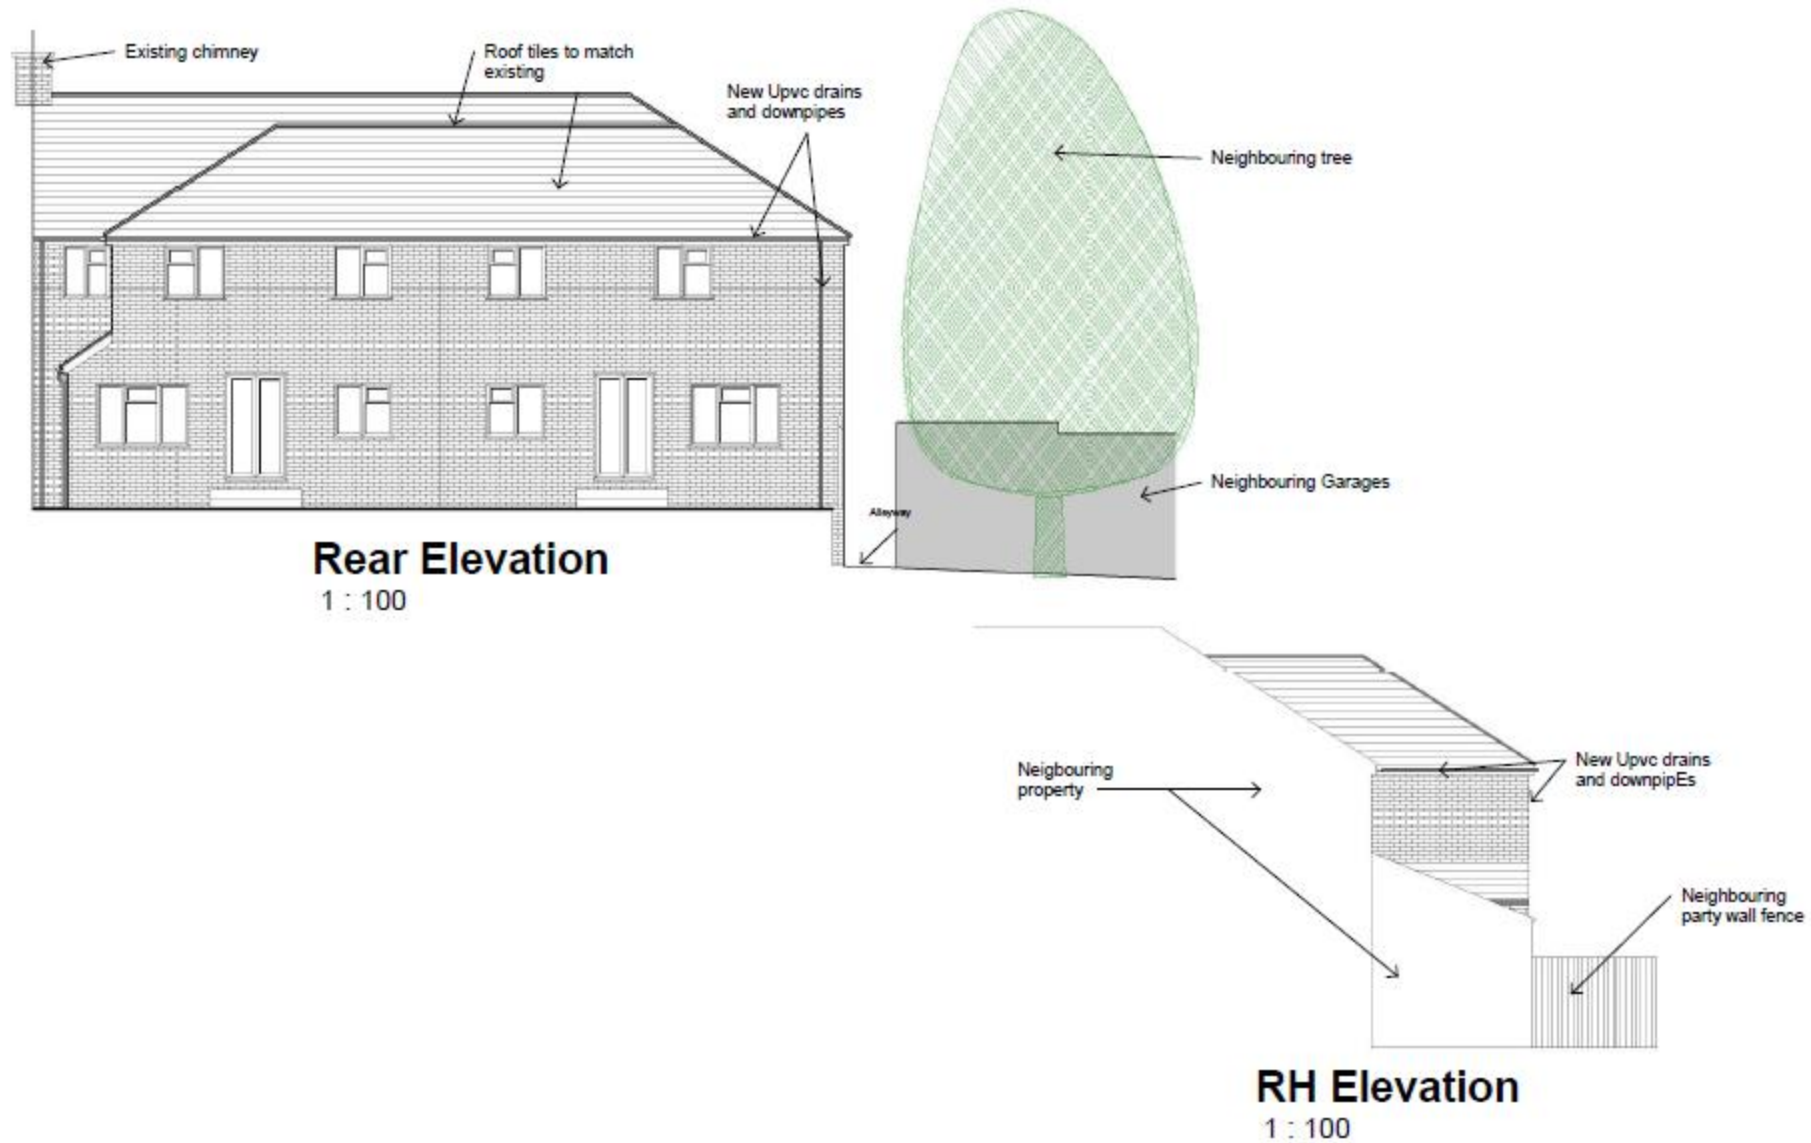 Existing chimney
Roof tiles to match
existing
New Upvc drains
and downpipes
Neighbouring tree
Neighbouring Garages
Alleyway
Rear Elevation
1 : 100
Neigbouring
property
New Upvc drains
and downpipEs
Neighbouring
party wall fence
RH Elevation
1 : 100